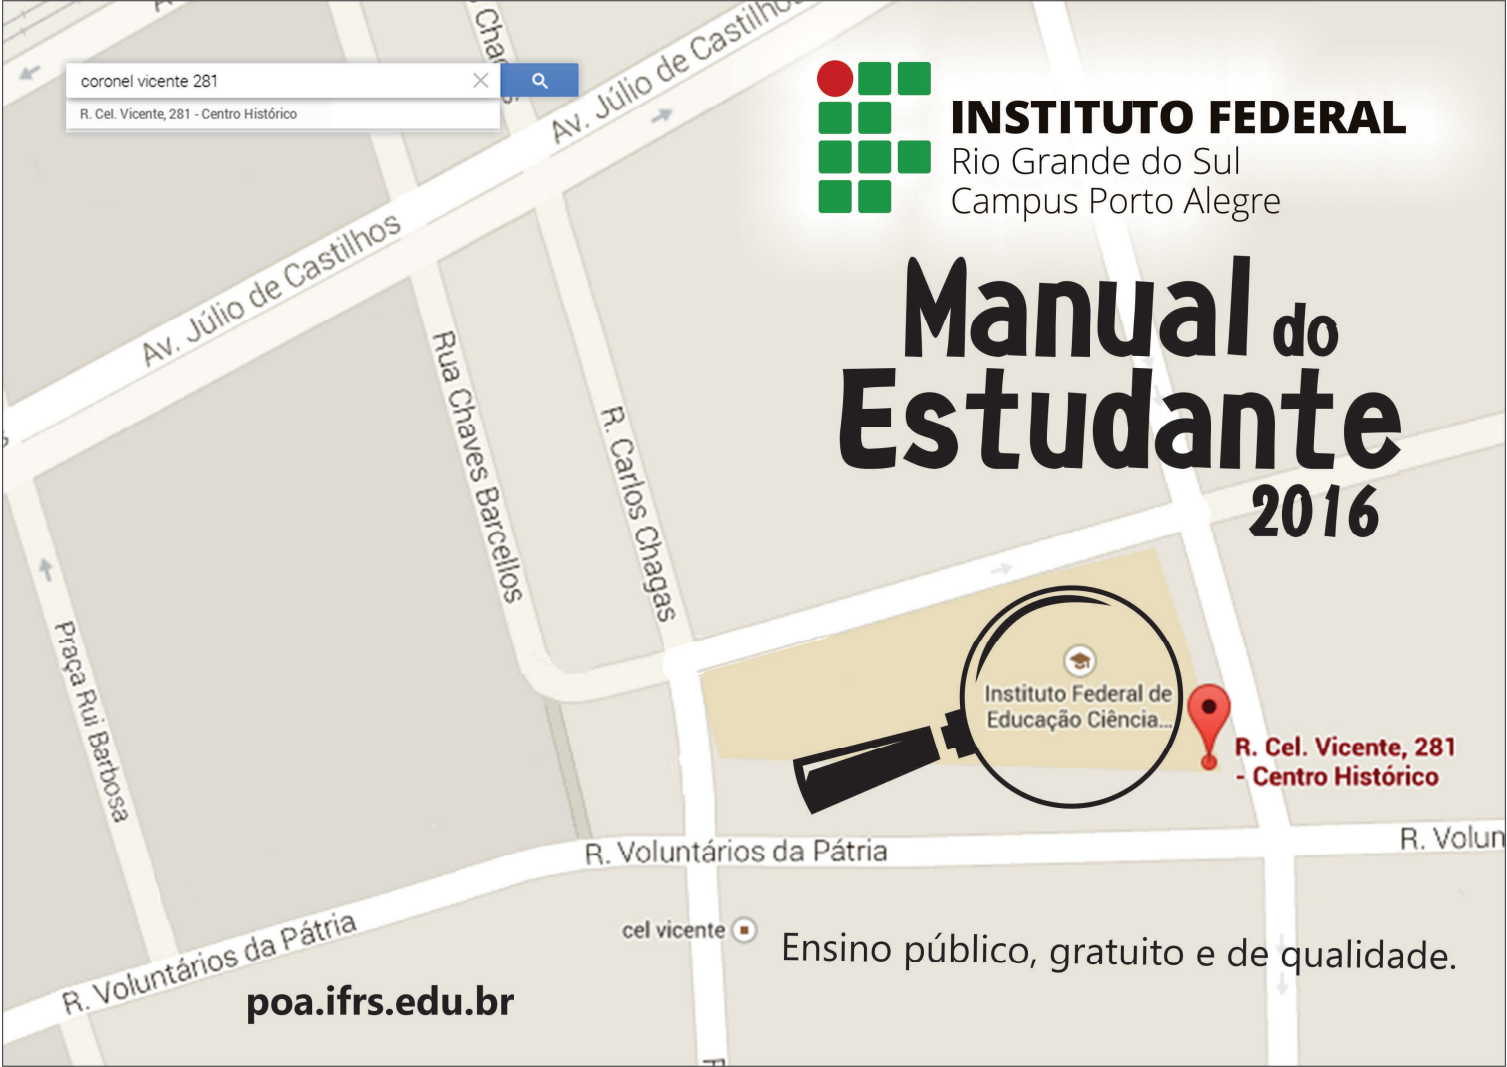 Chagas
Av. Júlio de Castilhos
coronel vicente 281
R. Cel. Vicente, 281 - Centro Histórico
INSTITUTO FEDERAL
Rio Grande do Sul
Campus Porto Alegre
Av. Júlio de Castilhos
Manual do
Estudante
2016
Rua Chaves Barcellos
R. Carlos Chagas
Praça Rui Barbosa
Instituto Federal de
Educação Ciência...
R. Cel. Vicente, 281
- Centro Histórico
R. Voluntários da Pátria
R. Volun
cel vicente
Ensino público, gratuito e de qualidade.
R. Voluntários da Pátria
poa.ifrs.edu.br